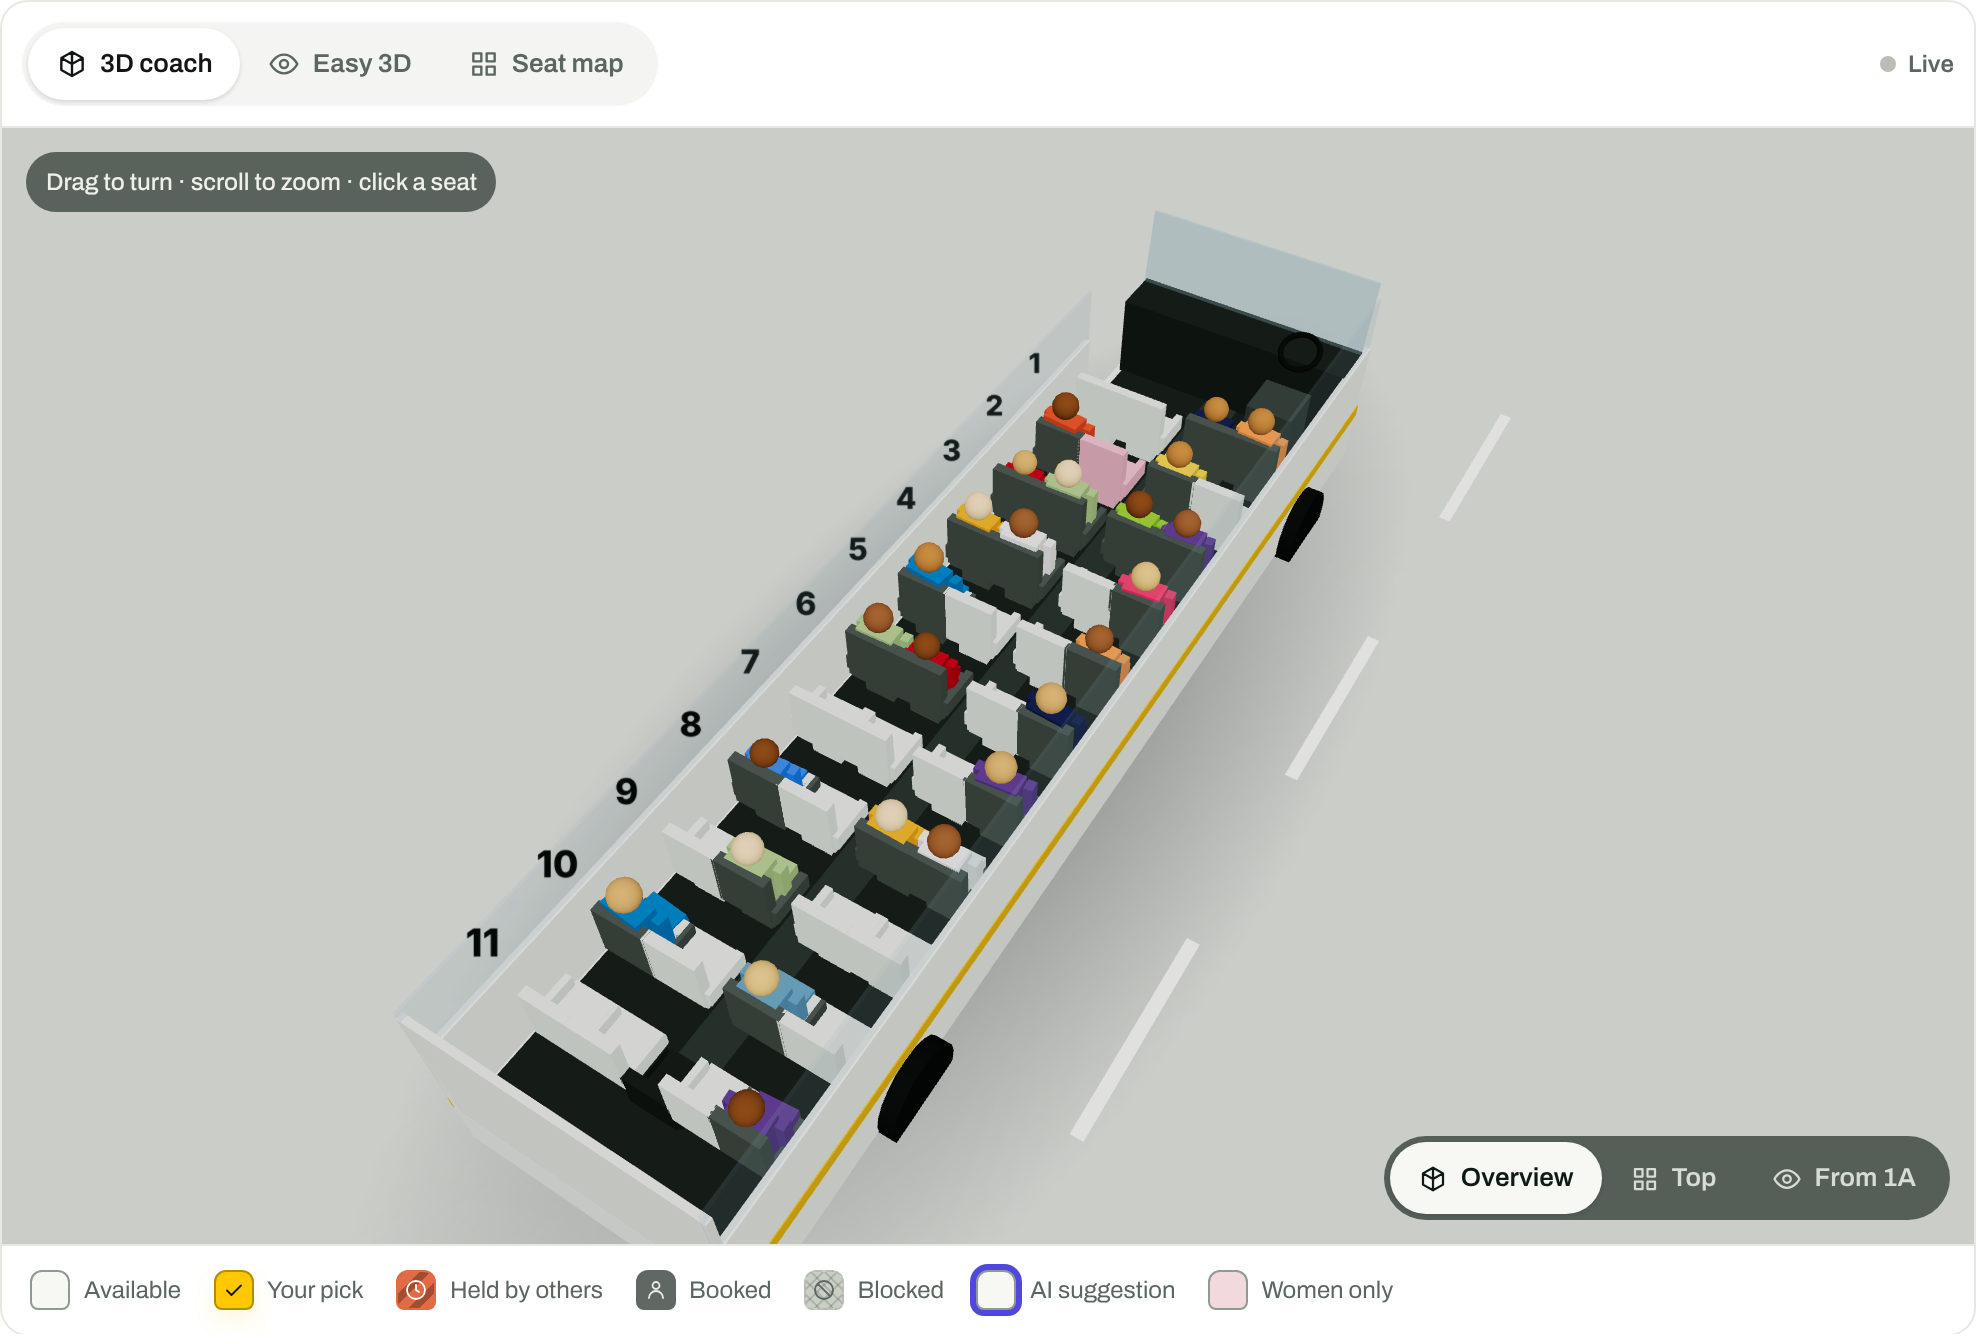 3D coach
Easy 3D
Seat map
Live
Drag to turn · scroll to zoom · click a seat
1
2
3
4
5
6
7
8
9
10
11
Overview
Top
From 1A
Available
Your pick
Held by others
Booked
Blocked
AI suggestion
Women only